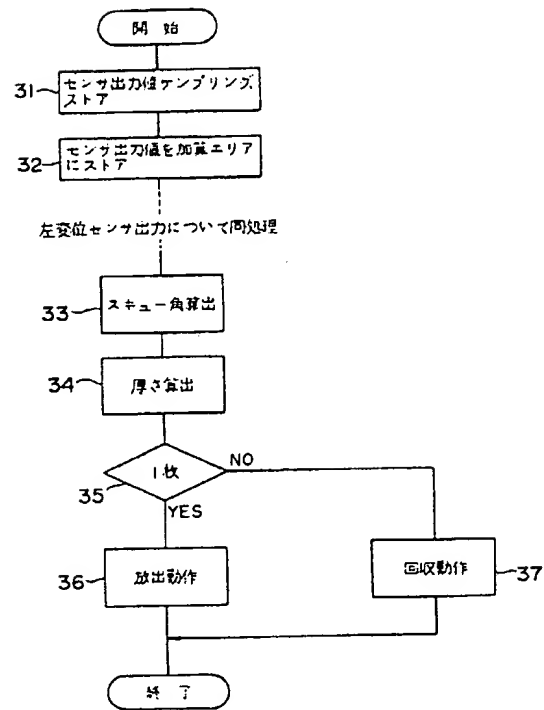 開始
31
センサ出力値サンプリング、
ストア
32
センサ出力値を加算エリア
にストア
左変位センサ出力について同処理
33
スキュー角算出
34
厚さ算出
35
1枚
NO
YES
36
放出動作
回収動作
37
終了